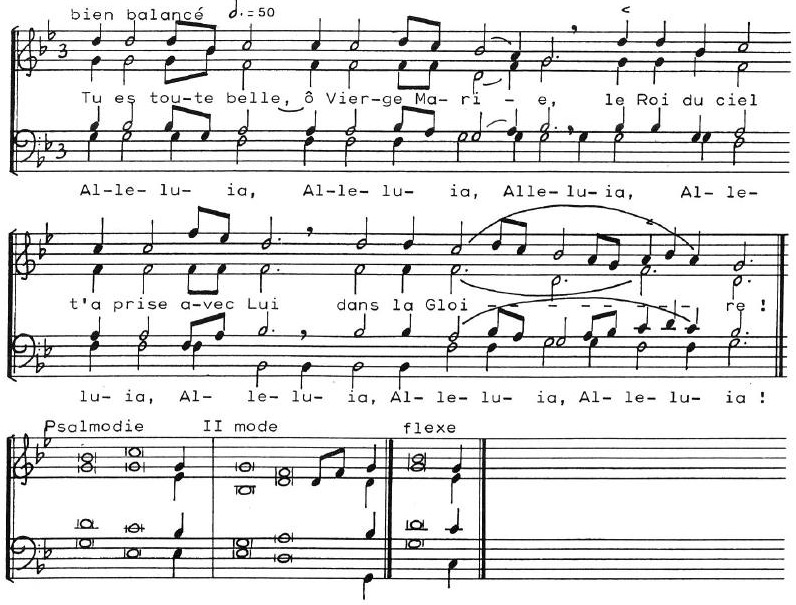 bien balancé ♩.=50
3
Tu es tou-te belle, ô Vier-ge Ma- ri - e, le Roi du ciel
3
Al-le- lu- ia, Al-le- lu- ia, Alle-lu-ia, Al- le-
t'a prise a-vec Lui dans la Gloi - - - - - - - re !
lu- ia, Al- le- lu- ia, Al- le- lu- ia, Al- le- lu- ia !
Psalmodie II mode flexe